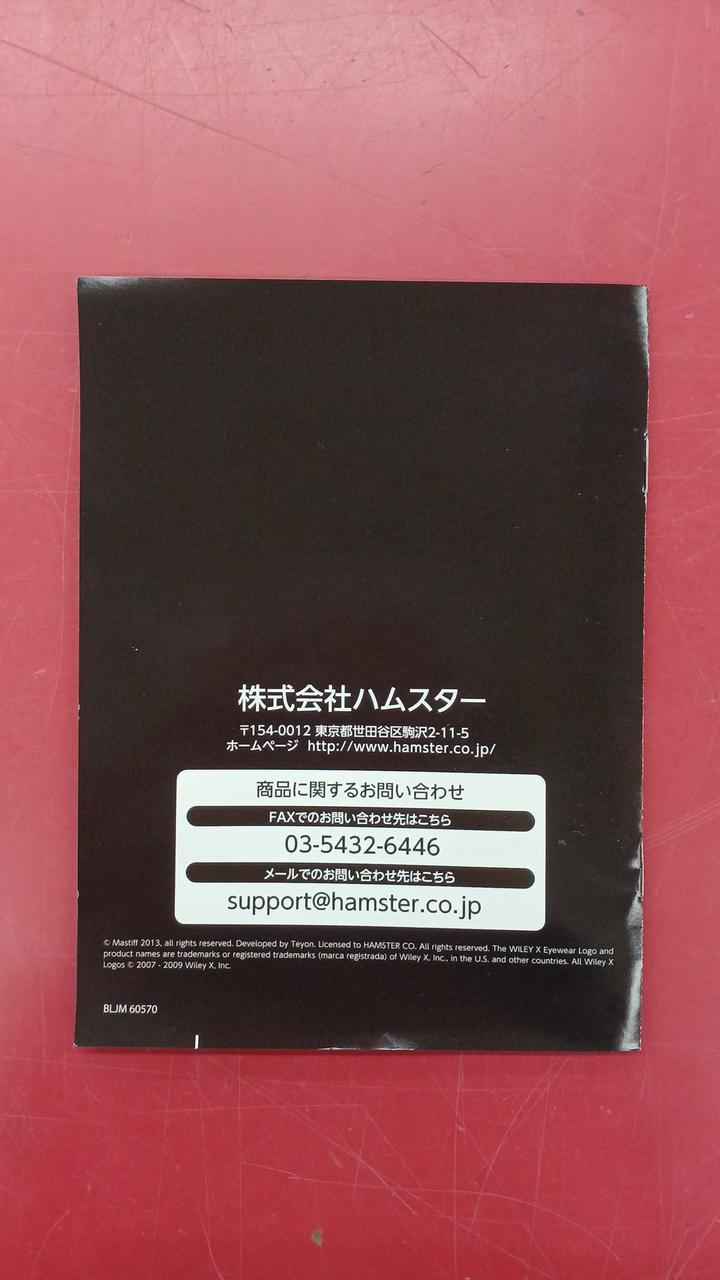 株式会社ハムスター
〒154-0012 東京都世田谷区駒沢2-11-5
ホームページ http://www.hamster.co.jp/
商品に関するお問い合わせ
FAXでのお問い合わせ先はこちら
03-5432-6446
メールでのお問い合わせ先はこちら
support@hamster.co.jp
© Mastiff 2013, all rights reserved. Developed by Teyon. Licensed to HAMSTER CO. All rights reserved. The WILEY X Eyewear Logo and
product names are trademarks or registered trademarks (marca registrada) of Wiley X, Inc., in the U.S. and other countries. All Wiley X
Logos © 2007 - 2009 Wiley X, Inc.
BLJM 60570